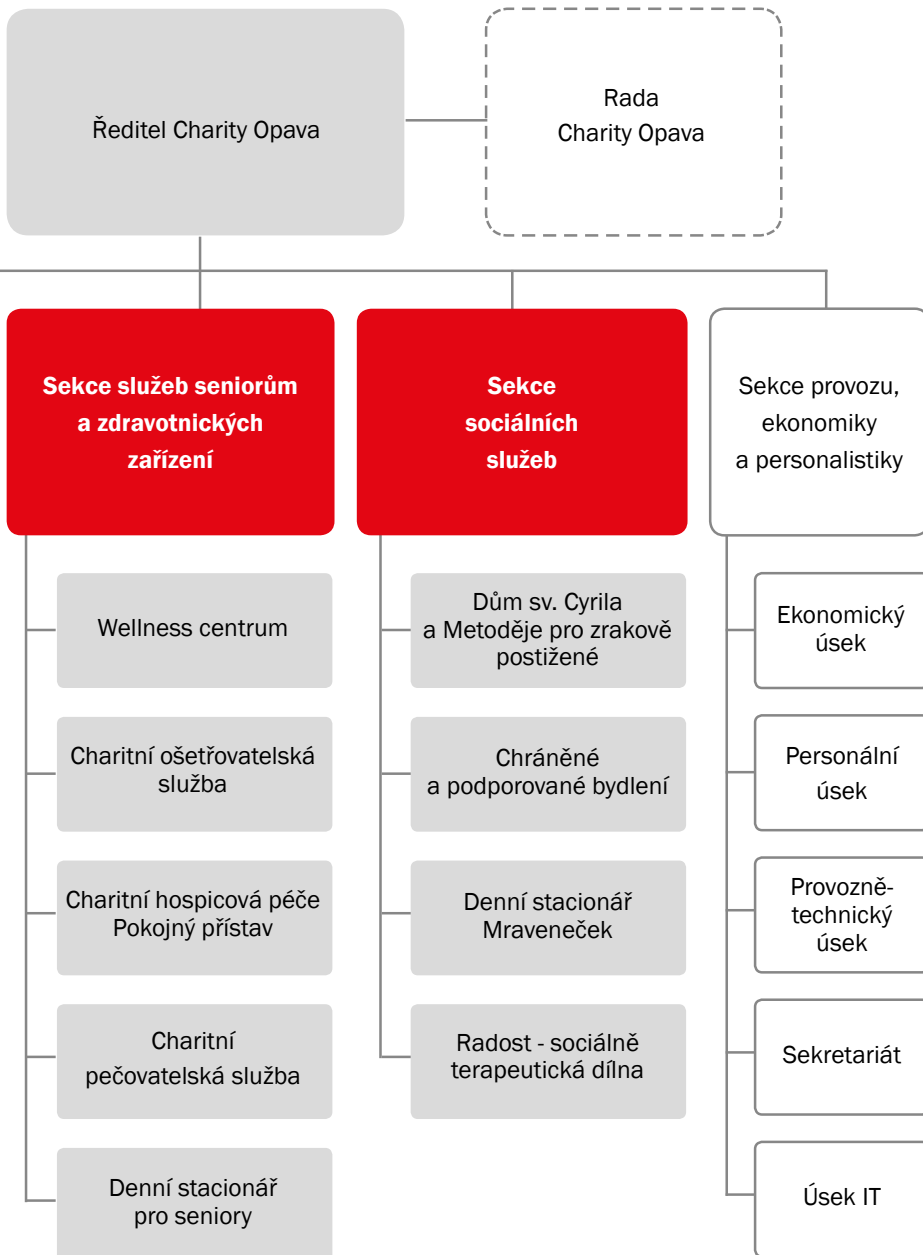 Ředitel Charity Opava
Rada
Charity Opava
Sekce služeb seniorům
a zdravotnických
zařízení
Sekce
sociálních
služeb
Sekce provozu,
ekonomiky
a personalistiky
Wellness centrum
Charitní ošetřovatelská
služba
Charitní hospicová péče
Pokojný přístav
Charitní
pečovatelská služba
Denní stacionář
pro seniory
Dům sv. Cyrila
a Metoděje pro zrakově
postižené
Chráněné
a podporované bydlení
Denní stacionář
Mraveneček
Radost - sociálně
terapeutická dílna
Ekonomický
úsek
Personální
úsek
Provozně-
technický
úsek
Sekretariát
Úsek IT